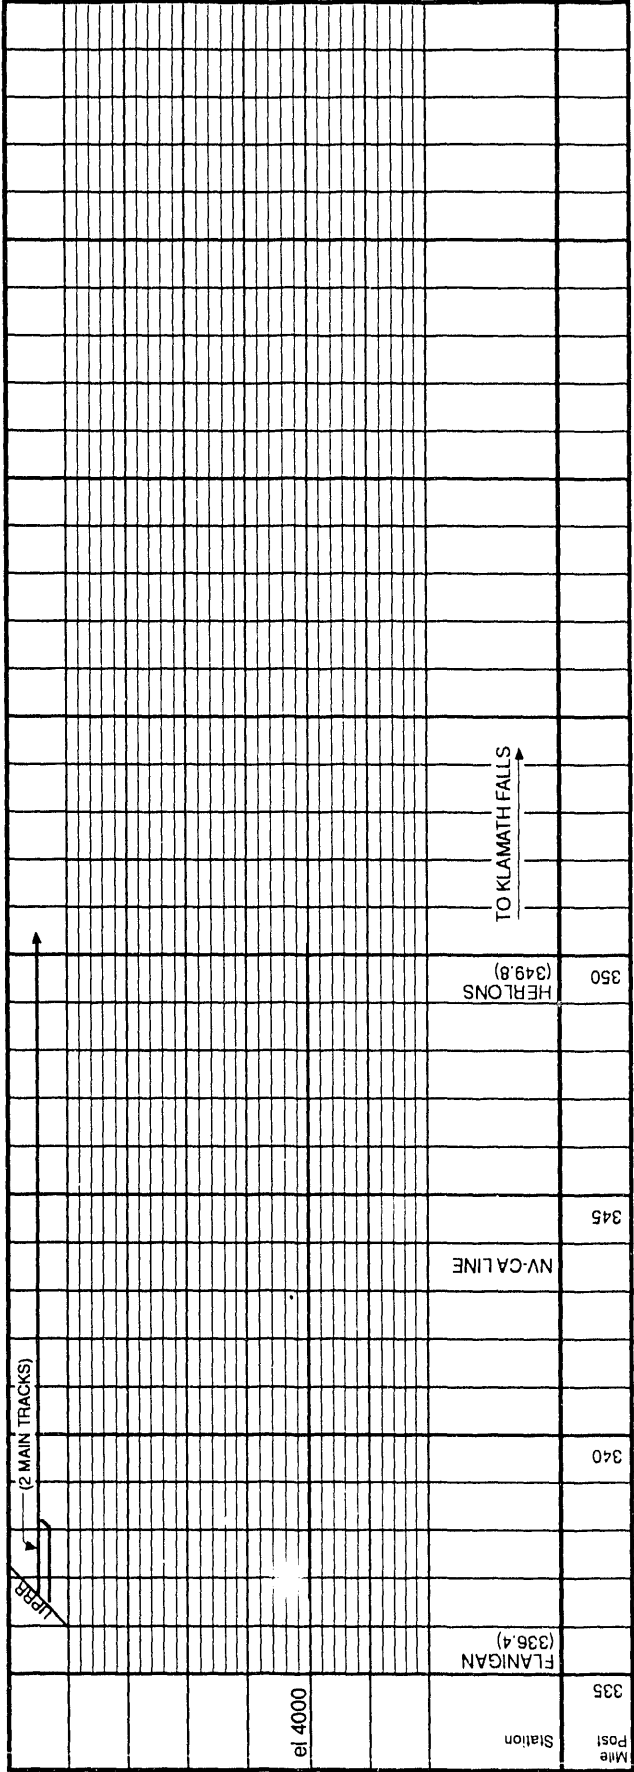 (2 MAIN TRACKS)
UPRR
el 4000
TO KLAMATH FALLS
Mile
Post
Station
335
FLANIGAN
(336.4)
340
NV-CA LINE
345
HERLONS
(349.8)
350